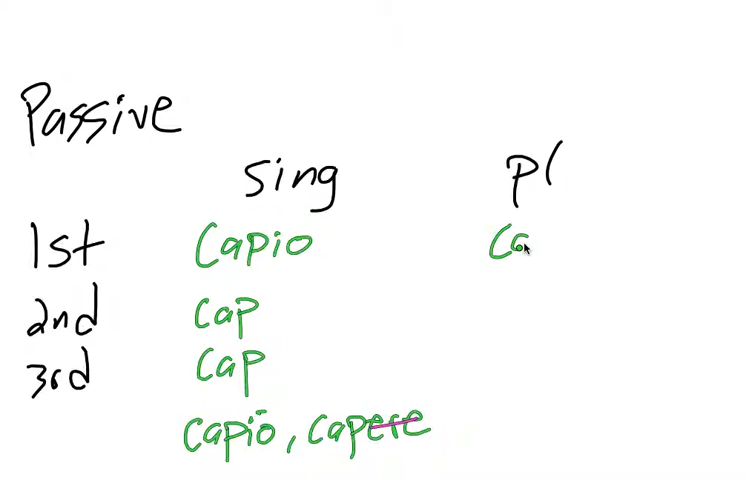 Passive
sing pl
1st Capio Ca
2nd cap
3rd cap
capio, capere